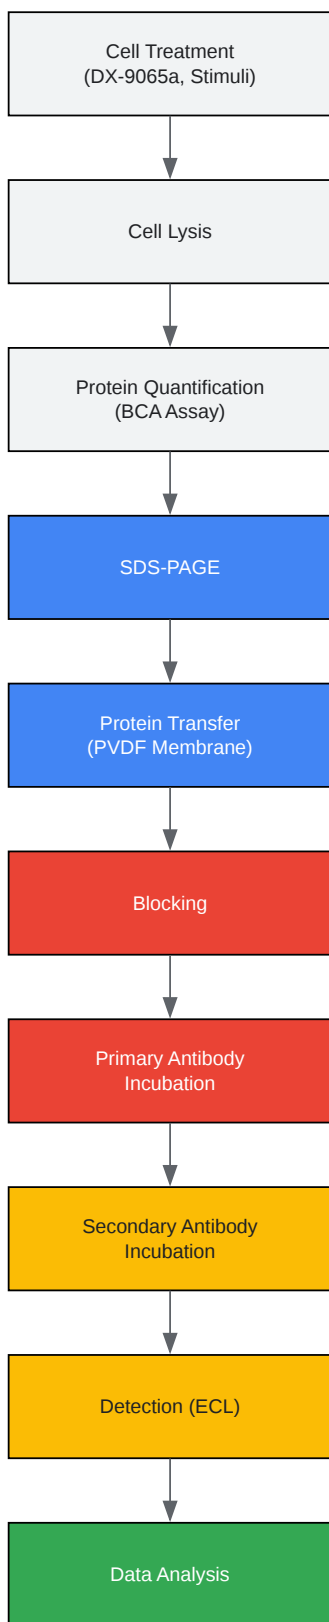 Cell Treatment
(DX-9065a, Stimuli)
Cell Lysis
Protein Quantification
(BCA Assay)
SDS-PAGE
Protein Transfer
(PVDF Membrane)
Blocking
Primary Antibody
Incubation
Secondary Antibody
Incubation
Detection (ECL)
Data Analysis